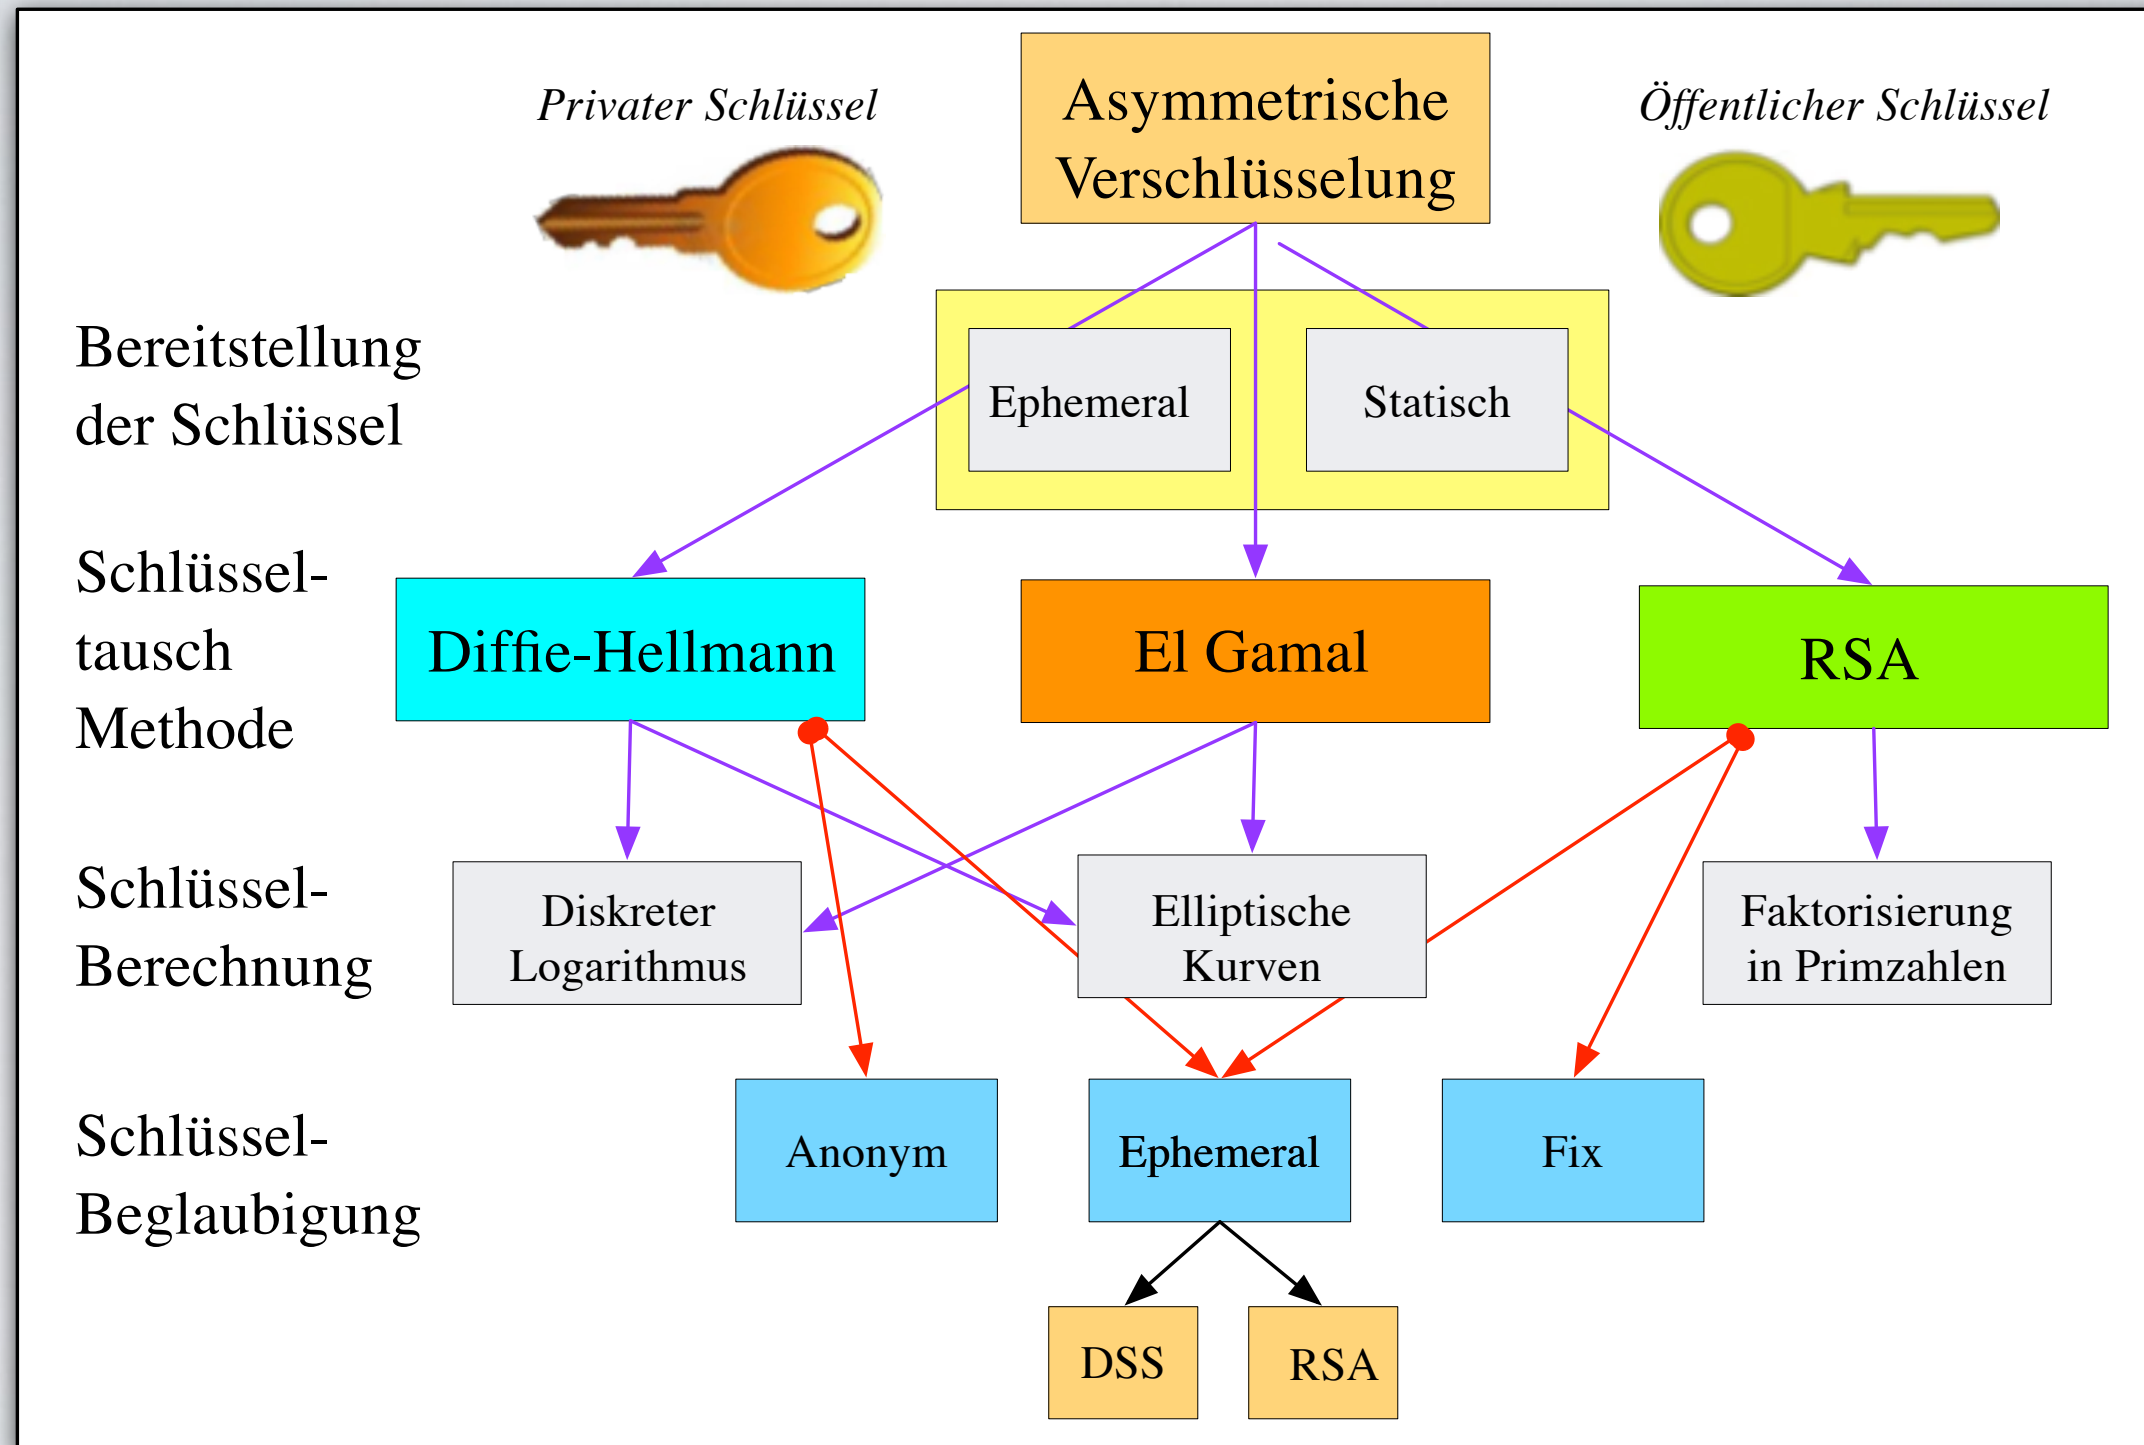 Privater Schlüssel
Asymmetrische
Verschlüsselung
Öffentlicher Schlüssel
Bereitstellung
der Schlüssel
Ephemeral
Statisch
Schlüssel-
tausch
Methode
Diffie-Hellmann
El Gamal
RSA
Schlüssel-
Berechnung
Diskreter
Logarithmus
Elliptische
Kurven
Faktorisierung
in Primzahlen
Schlüssel-
Beglaubigung
Anonym
Ephemeral
Fix
DSS
RSA